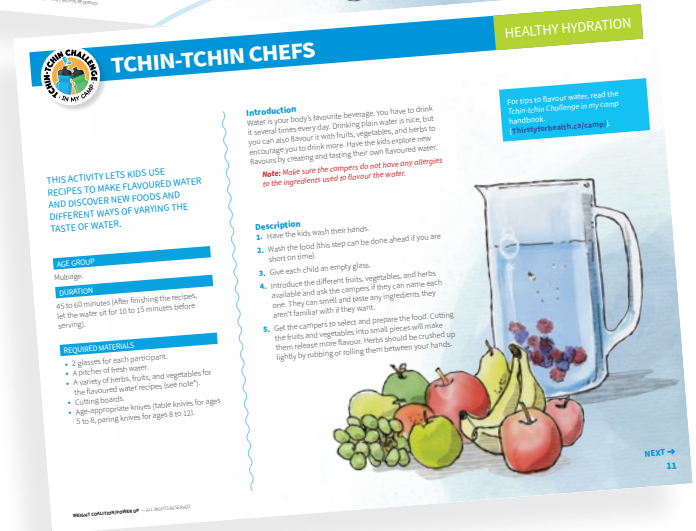 TCHIN-TCHIN CHALLENGE
• IN MY CAMP •
TCHIN-TCHIN CHEFS
HEALTHY HYDRATION
THIS ACTIVITY LETS KIDS USE
RECIPES TO MAKE FLAVOURED WATER
AND DISCOVER NEW FOODS AND
DIFFERENT WAYS OF VARYING THE
TASTE OF WATER.
AGE GROUP
Multiage.
DURATION
45 to 60 minutes (After finishing the recipes,
let the water sit for 10 to 15 minutes before
serving).
REQUIRED MATERIALS
• 2 glasses for each participant.
• A pitcher of fresh water.
• A variety of herbs, fruits, and vegetables for
the flavoured water recipes (see note*).
• Cutting boards.
• Age-appropriate knives (table knives for ages
5 to 8, paring knives for ages 8 to 12).
Introduction
Water is your body's favourite beverage. You have to drink
it several times every day. Drinking plain water is nice, but
you can also flavour it with fruits, vegetables, and herbs to
encourage you to drink more. Have the kids explore new
flavours by creating and tasting their own flavoured water.
Note: Make sure the campers do not have any allergies
to the ingredients used to flavour the water.
Description
1. Have the kids wash their hands.
2. Wash the food (this step can be done ahead if you are
short on time).
3. Give each child an empty glass.
4. Introduce the different fruits, vegetables, and herbs
available and ask the campers if they can name each
one. They can smell and taste any ingredients they
aren't familiar with if they want.
5. Get the campers to select and prepare the food. Cutting
the fruits and vegetables into small pieces will make
them release more flavour. Herbs should be crushed up
lightly by rubbing or rolling them between your hands.
For tips to flavour water, read the
Tchin-tchin Challenge in my camp
handbook.
(Thirstyforhealth.ca/camp/).
NEXT →
11
WEIGHT COALITION/POWER UP — ALL RIGHTS RESERVED.